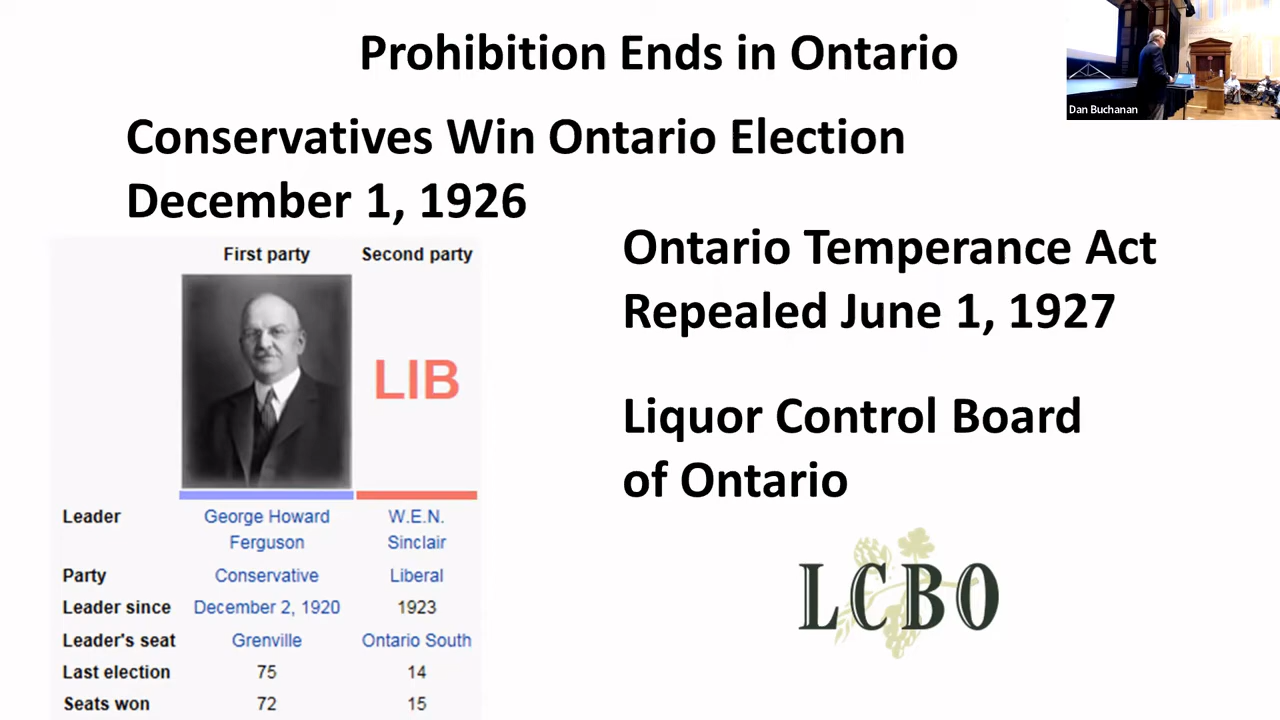 Prohibition Ends in Ontario
Dan Buchanan
Conservatives Win Ontario Election
December 1, 1926
First party Second party
LIB
Leader George Howard Ferguson W.E.N. Sinclair
Party Conservative Liberal
Leader since December 2, 1920 1923
Leader's seat Grenville Ontario South
Last election 75 14
Seats won 72 15
Ontario Temperance Act
Repealed June 1, 1927
Liquor Control Board
of Ontario
LCBO